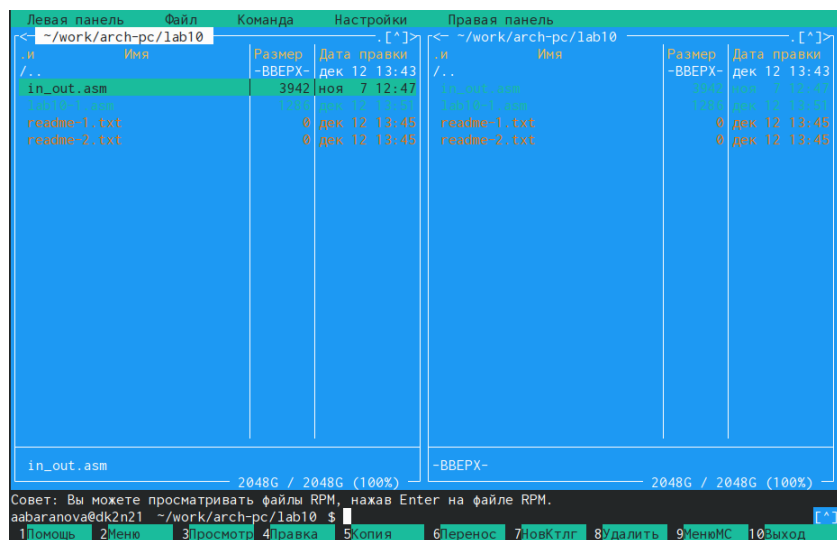 Левая панель Файл Команда Настройки Правая панель
<─ ~/work/arch-pc/lab10 ─.[^]>
.и Имя Размер Дата правки
/.. -ВВЕРХ- дек 12 13:43
in_out.asm 3942 ноя 7 12:47
lab10-1.asm 1286 дек 12 13:51
readme-1.txt 0 дек 12 13:45
readme-2.txt 0 дек 12 13:45
in_out.asm
2048G / 2048G (100%)
<─ ~/work/arch-pc/lab10 ─.[^]>
.и Имя Размер Дата правки
/.. -ВВЕРХ- дек 12 13:43
in_out.asm 3942 ноя 7 12:47
lab10-1.asm 1286 дек 12 13:51
readme-1.txt 0 дек 12 13:45
readme-2.txt 0 дек 12 13:45
-ВВЕРХ-
2048G / 2048G (100%)
Совет: Вы можете просматривать файлы RPM, нажав Enter на файле RPM.
aabaranova@dk2n21 ~/work/arch-pc/lab10 $ [^]
1Помощь 2Меню 3Просмотр 4Правка 5Копия 6Перенос 7НовКтлг 8Удалить 9МенюMC 10Выход